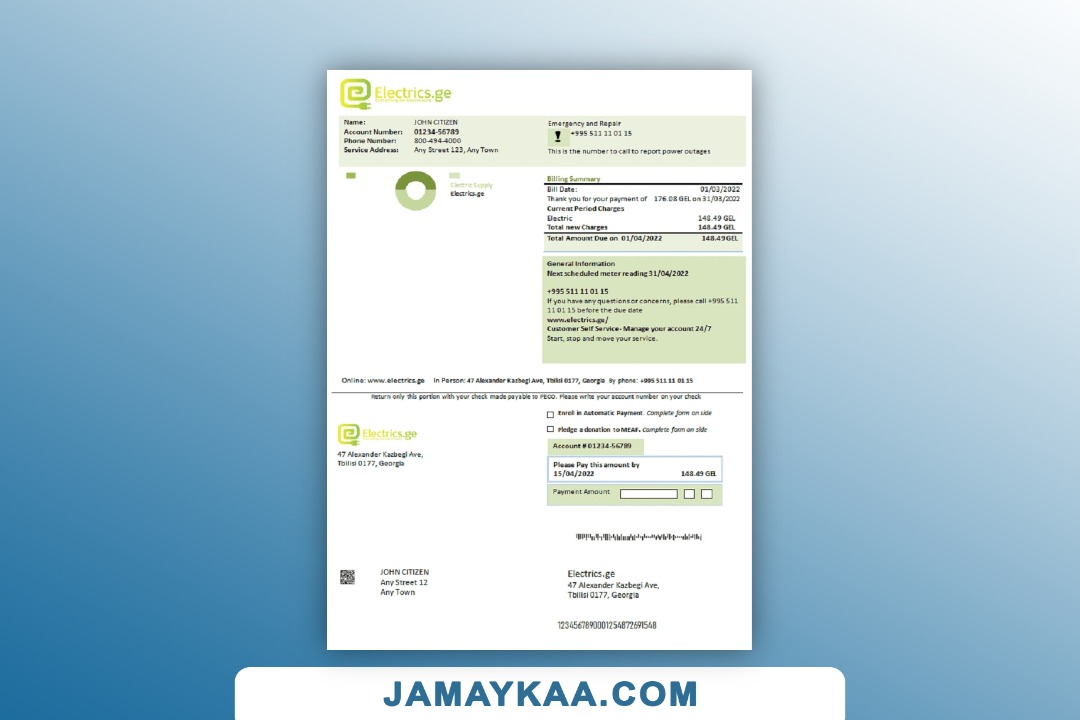 Electrics.ge
Name: JOHN CITIZEN
Account Number: 01234-56789
Phone Number: 800-494-4000
Service Address: Any Street 123, Any Town
Emergency and Repair
! +995 511 11 01 15
This is the number to call to report power outages
Electric Supply
Electrics.ge
Billing Summary
Bill Date: 01/03/2022
Thank you for your payment of 176.08 GEL on 31/03/2022
Current Period Charges
Electric 148.49 GEL
Total new Charges 148.49 GEL
Total Amount Due on 01/04/2022 148.49GEL
General Information
Next scheduled meter reading 31/04/2022
+995 511 11 01 15
If you have any questions or concerns, please call +995 511
11 01 15 before the due date
www.electrics.ge/
Customer Self Service- Manage your account 24/7
Start, stop and move your service.
Online: www.electrics.ge In Person: 47 Alexander Kazbegi Ave, Tbilisi 0177, Georgia By phone: +995 511 11 01 15
Return only this portion with your check made payable to PECO. Please write your account number on your check
Enroll in Automatic Payment. Complete form on side
Pledge a donation to MEAF. Complete form on side
Electrics.ge
47 Alexander Kazbegi Ave,
Tbilisi 0177, Georgia
Account # 01234-56789
Please Pay this amount by
15/04/2022 148.49 GEL
Payment Amount
JOHN CITIZEN
Any Street 12
Any Town
Electrics.ge
47 Alexander Kazbegi Ave,
Tbilisi 0177, Georgia
1234567890001254872691548
JAMAYKAA.COM